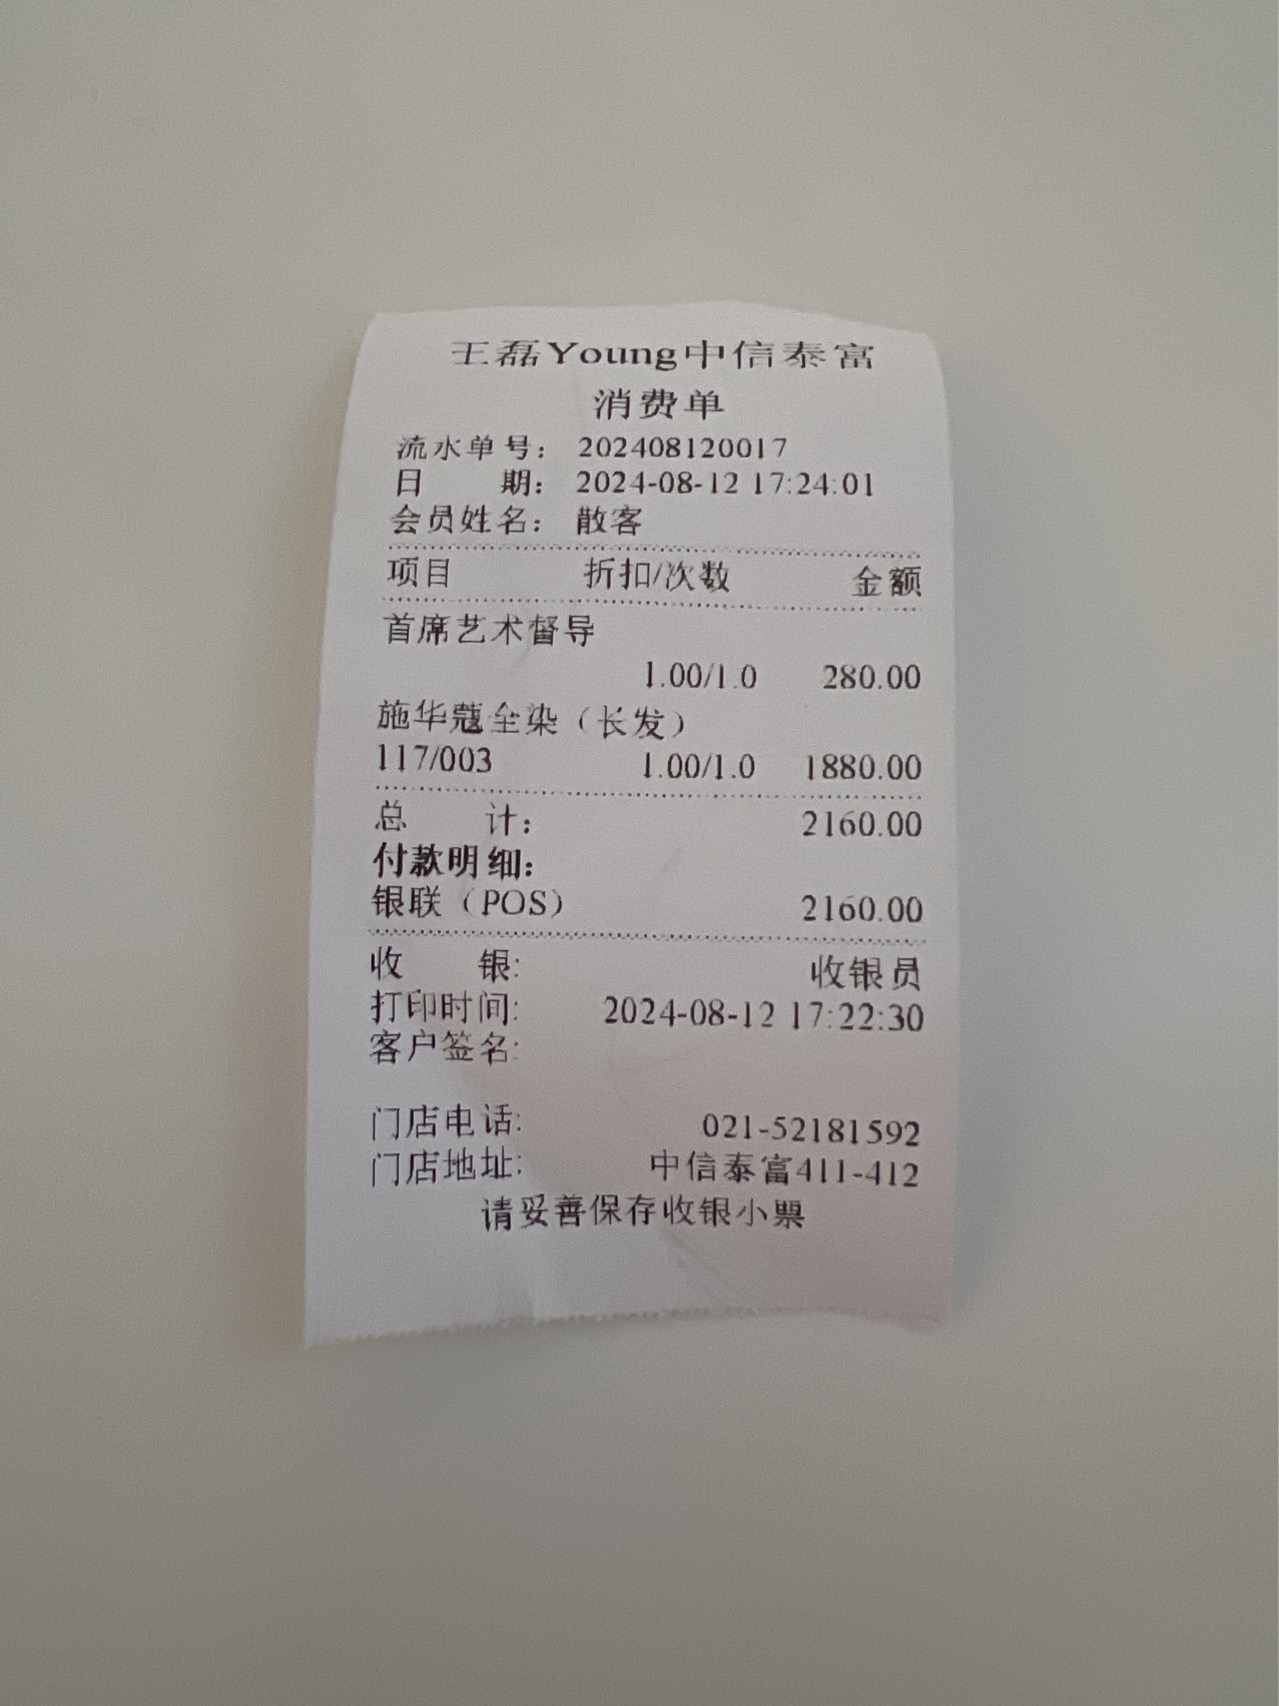 王磊Young中信泰富
消费单
流水单号： 202408120017
日 期： 2024-08-12 17:24:01
会员姓名： 散客
项目 折扣/次数 金额
首席艺术督导
1.00/1.0 280.00
施华蔻全染（长发）
117/003 1.00/1.0 1880.00
总 计： 2160.00
付款明细：
银联（POS） 2160.00
收 银: 收银员
打印时间: 2024-08-12 17:22:30
客户签名:
门店电话: 021-52181592
门店地址: 中信泰富411-412
请妥善保存收银小票